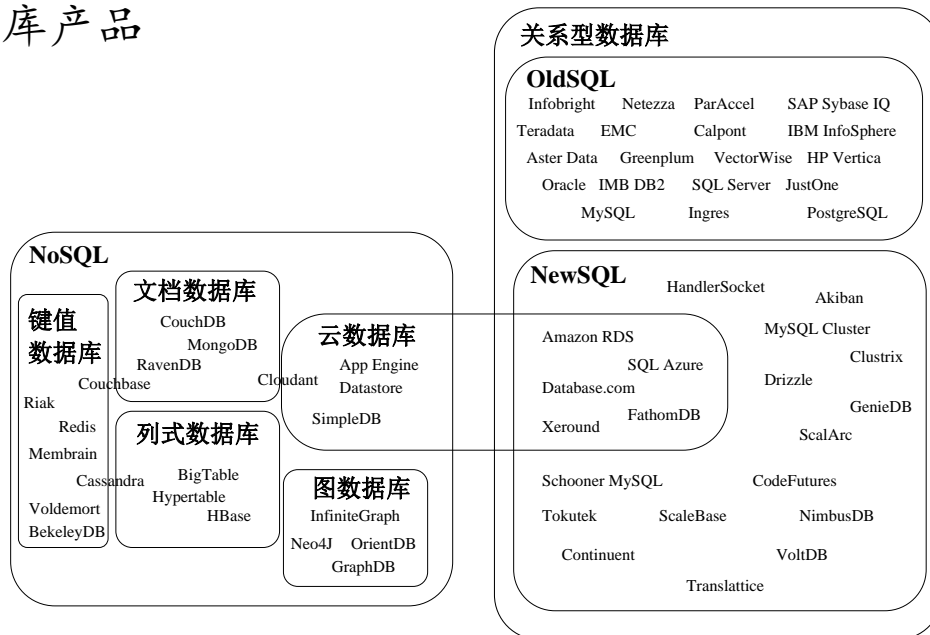 库产品
关系型数据库
OldSQL
Infobright Netezza ParAccel SAP Sybase IQ
Teradata EMC Calpont IBM InfoSphere
Aster Data Greenplum VectorWise HP Vertica
Oracle IMB DB2 SQL Server JustOne
MySQL Ingres PostgreSQL
NoSQL
键值
数据库
Couchbase
Riak
Redis
Membrain
Cassandra
Voldemort
BekeleyDB
文档数据库
CouchDB
MongoDB
RavenDB
列式数据库
BigTable
Hypertable
HBase
云数据库
App Engine
Cloudant Datastore
SimpleDB
图数据库
InfiniteGraph
Neo4J OrientDB
GraphDB
NewSQL
HandlerSocket
Akiban
Amazon RDS
MySQL Cluster
SQL Azure
Clustrix
Database.com
Drizzle
FathomDB
GenieDB
Xeround
ScalArc
Schooner MySQL CodeFutures
Tokutek ScaleBase NimbusDB
Continuent VoltDB
Translattice